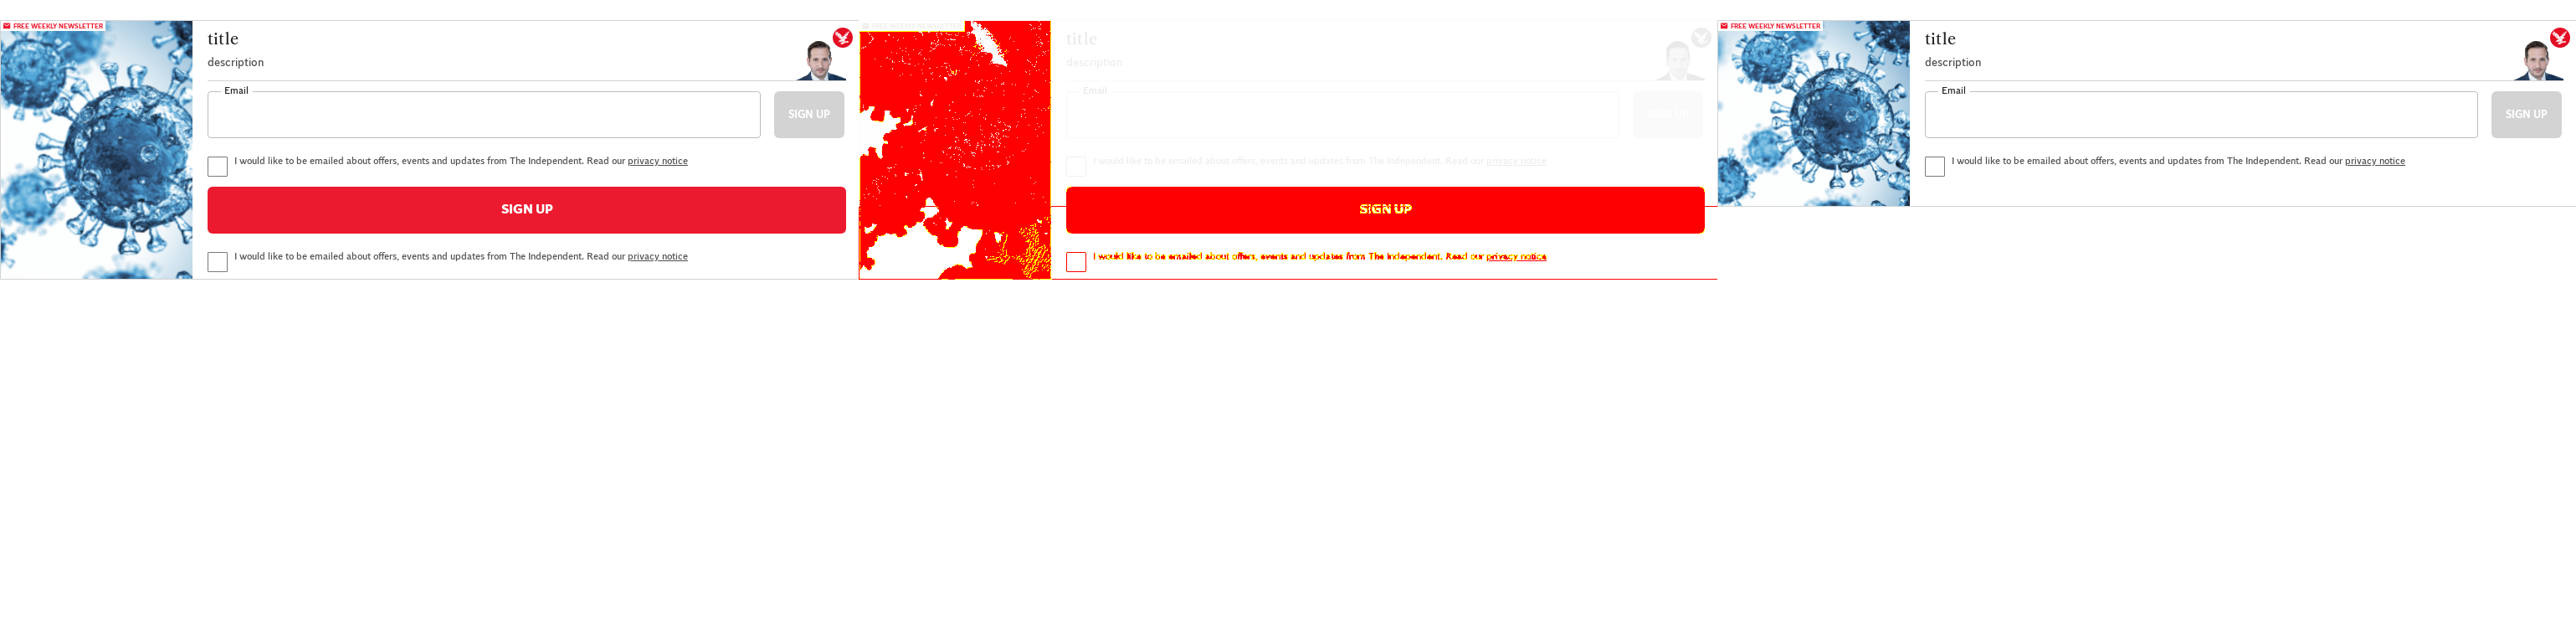 FREE WEEKLY NEWSLETTER
title
description
Email
SIGN UP
I would like to be emailed about offers, events and updates from The Independent. Read our privacy notice
SIGN UP
I would like to be emailed about offers, events and updates from The Independent. Read our privacy notice
FREE WEEKLY NEWSLETTER
title
description
Email
SIGN UP
I would like to be emailed about offers, events and updates from The Independent. Read our privacy notice
SIGN UP
I would like to be emailed about offers, events and updates from The Independent. Read our privacy notice
FREE WEEKLY NEWSLETTER
title
description
Email
SIGN UP
I would like to be emailed about offers, events and updates from The Independent. Read our privacy notice